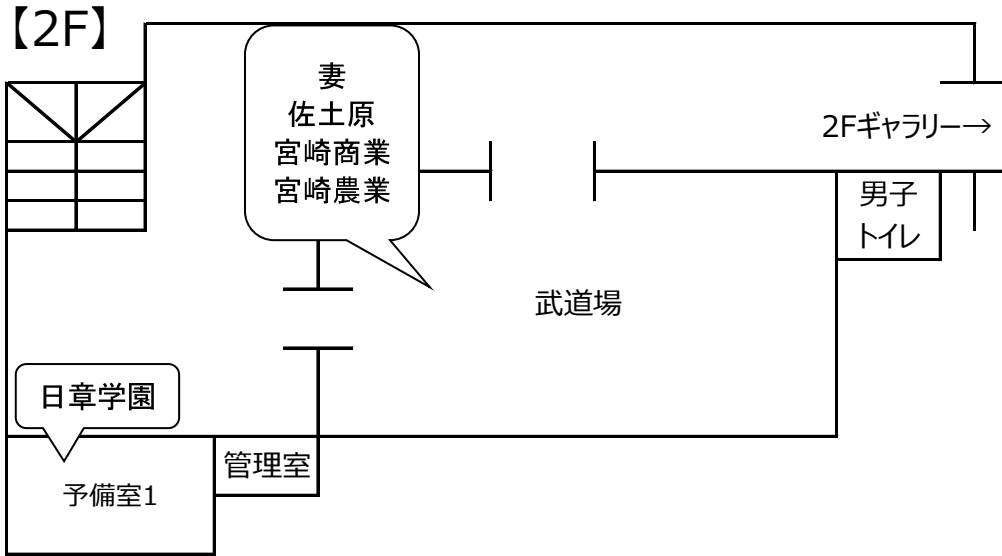 【2F】
妻
佐土原
宮崎商業
宮崎農業
2Fギャラリー→
男子
トイレ
武道場
日章学園
管理室
予備室1